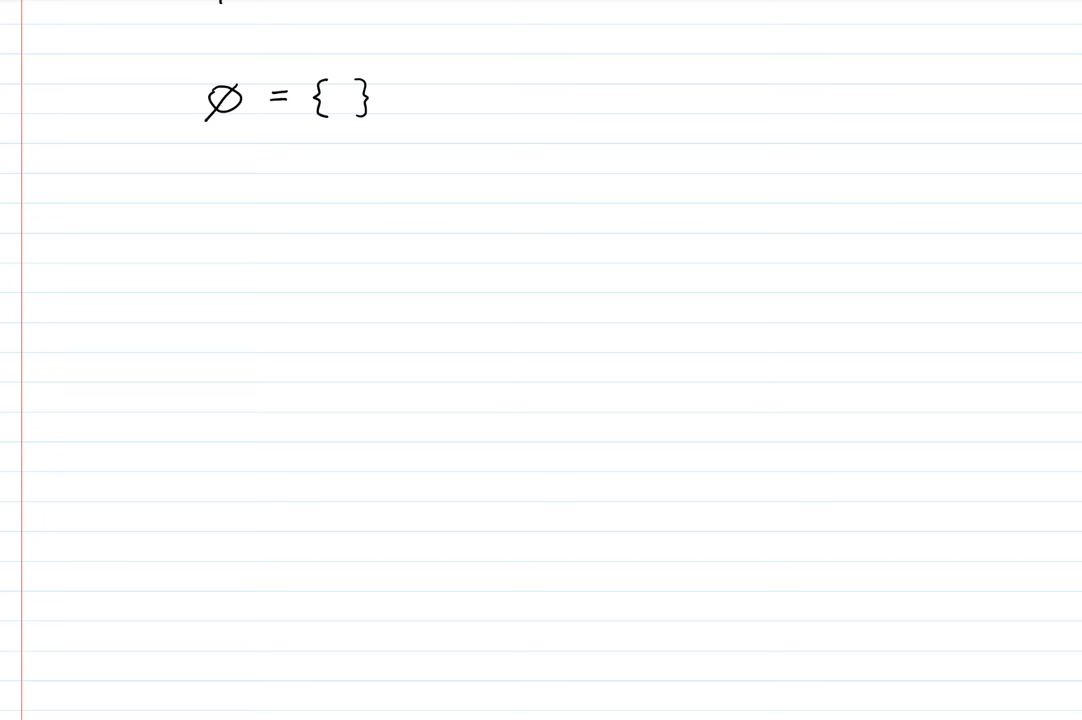 ∅ = { }